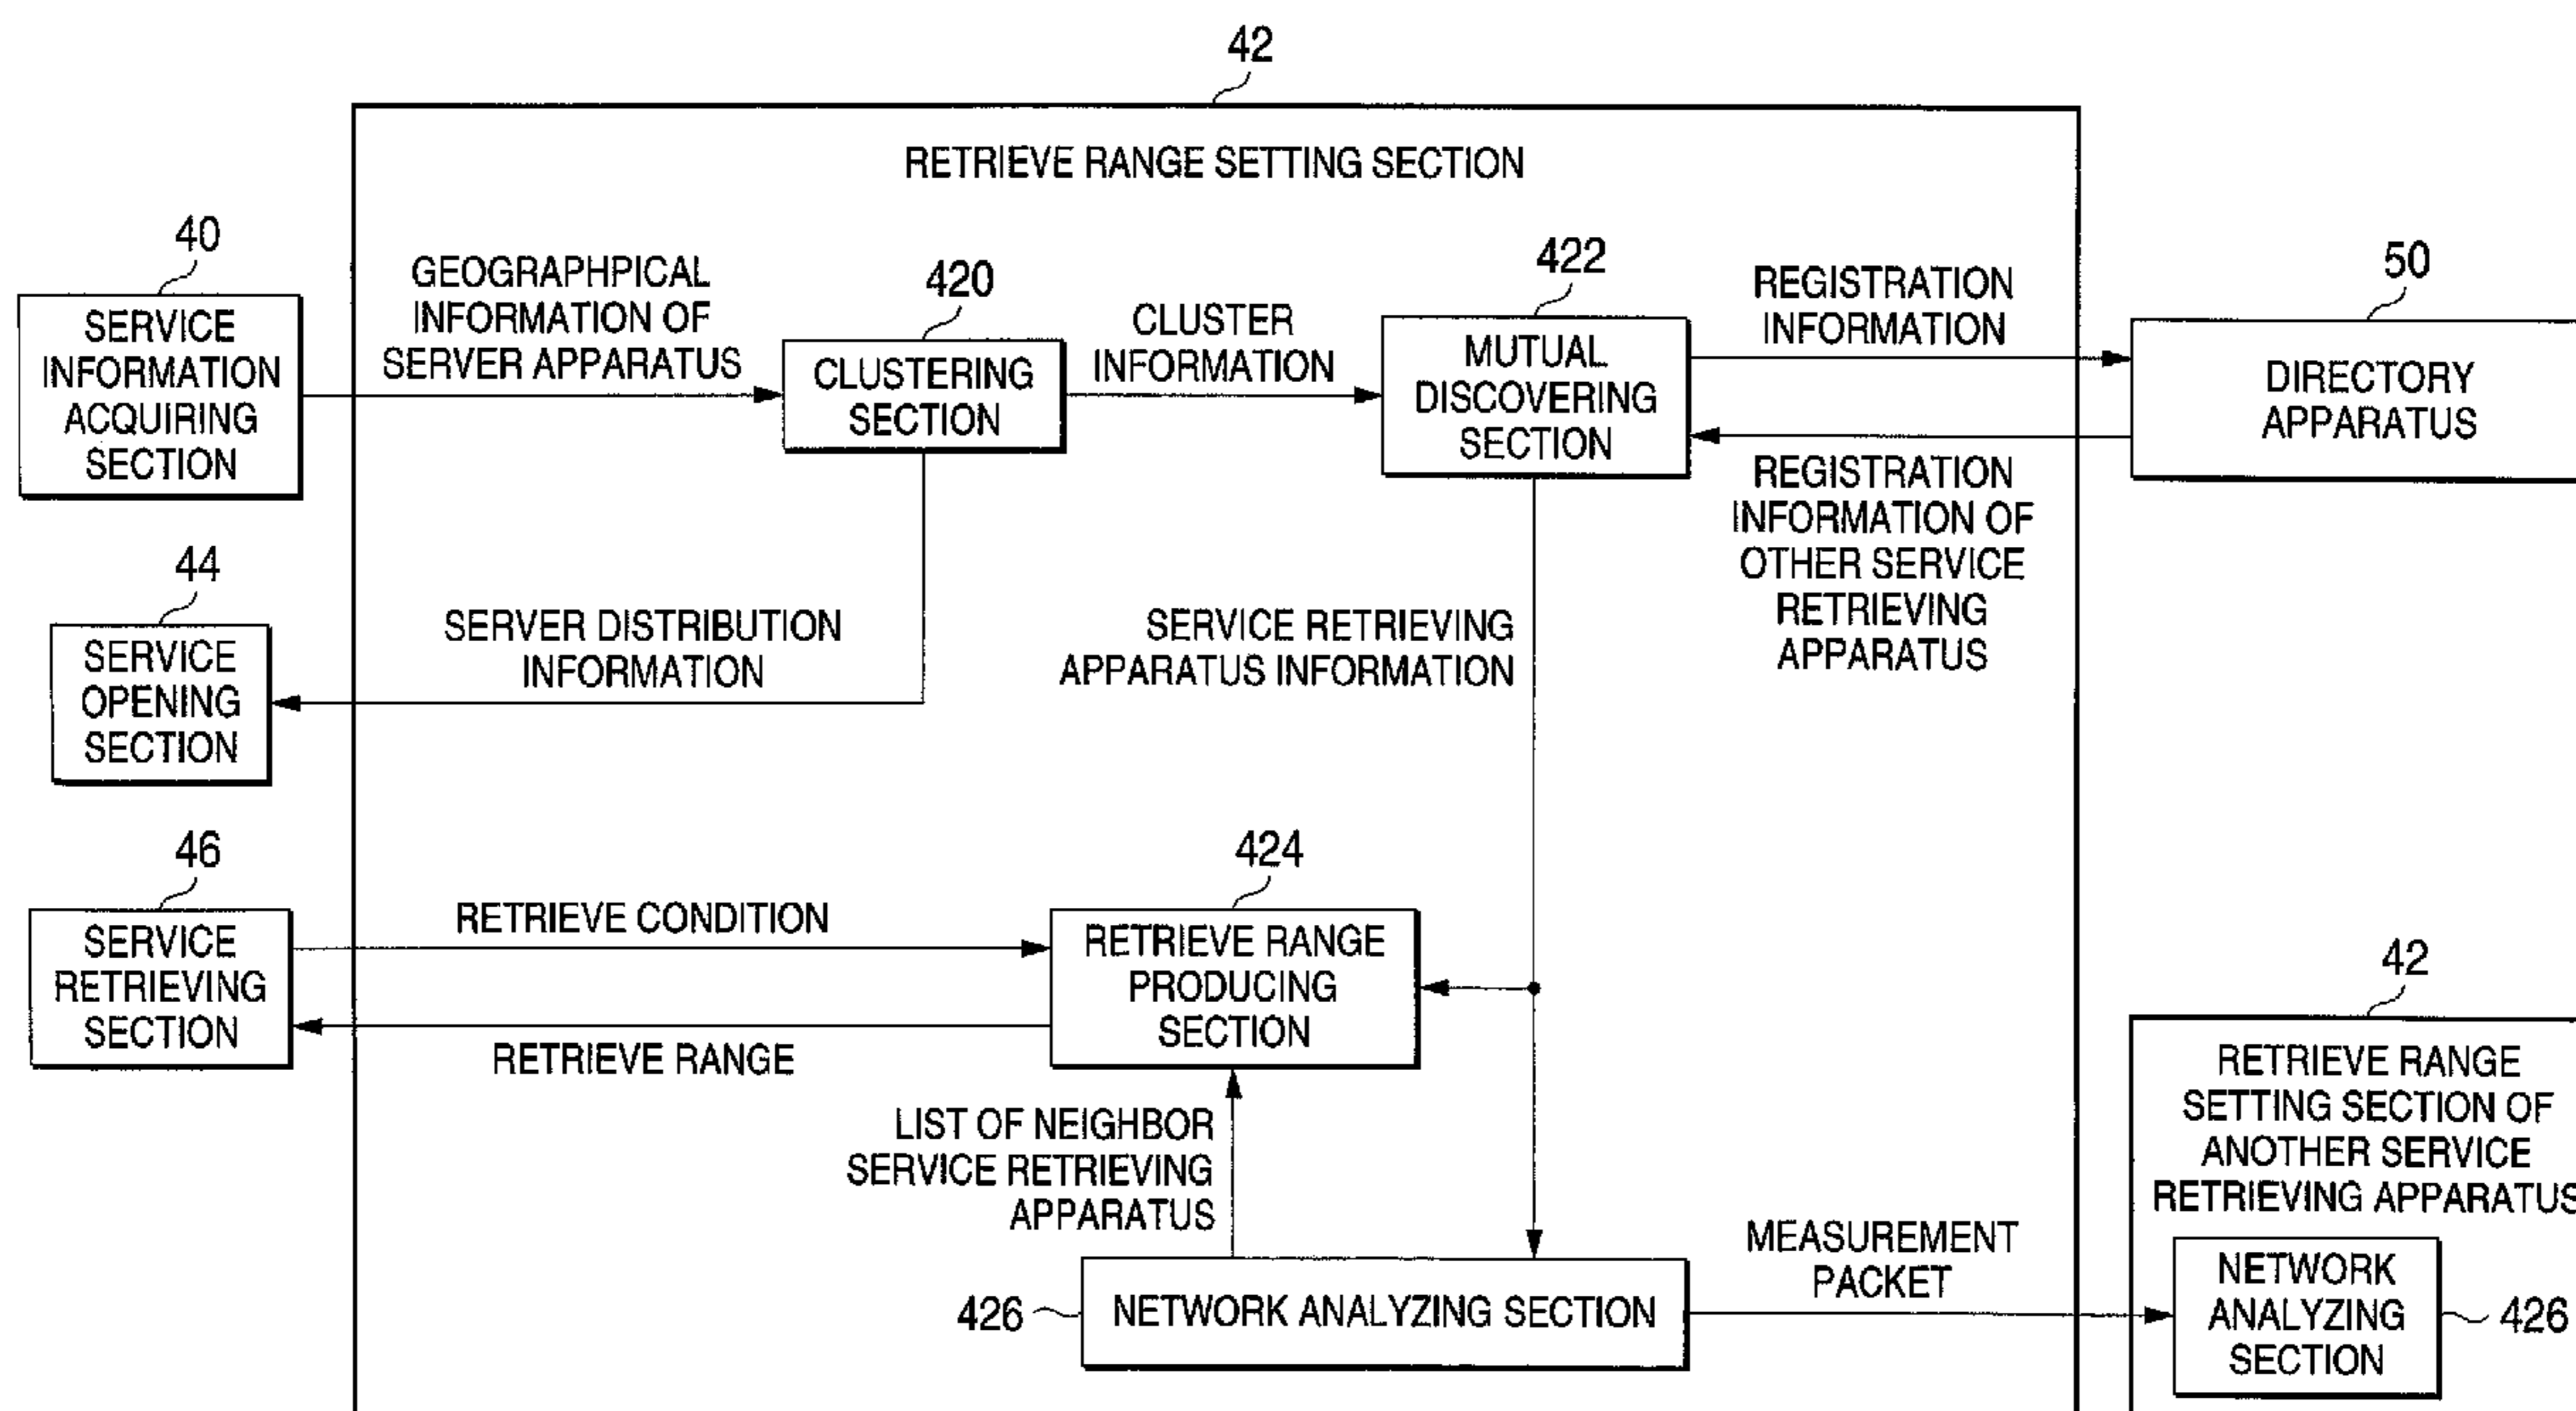 42
RETRIEVE RANGE SETTING SECTION
40
SERVICE
INFORMATION
ACQUIRING
SECTION
GEOGRAPHPICAL
INFORMATION OF
SERVER APPARATUS
420
CLUSTERING
SECTION
CLUSTER
INFORMATION
422
MUTUAL
DISCOVERING
SECTION
REGISTRATION
INFORMATION
50
DIRECTORY
APPARATUS
REGISTRATION
INFORMATION OF
OTHER SERVICE
RETRIEVING
APPARATUS
44
SERVICE
OPENING
SECTION
SERVER DISTRIBUTION
INFORMATION
SERVICE RETRIEVING
APPARATUS INFORMATION
46
SERVICE
RETRIEVING
SECTION
RETRIEVE CONDITION
RETRIEVE RANGE
424
RETRIEVE RANGE
PRODUCING
SECTION
LIST OF NEIGHBOR
SERVICE RETRIEVING
APPARATUS
426
NETWORK ANALYZING SECTION
MEASUREMENT
PACKET
42
RETRIEVE RANGE
SETTING SECTION OF
ANOTHER SERVICE
RETRIEVING APPARATUS
NETWORK
ANALYZING
SECTION
426